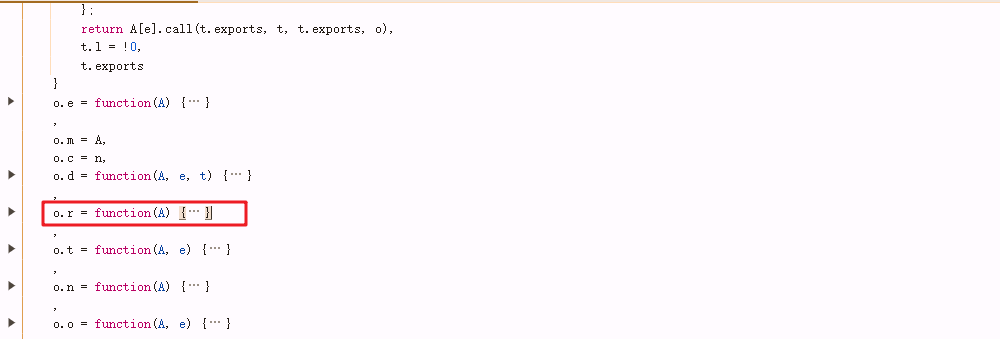 };
return A[e].call(t.exports, t, t.exports, o),
t.l = !0,
t.exports
}
o.e = function(A) {…}
,
o.m = A,
o.c = n,
o.d = function(A, e, t) {…}
,
o.r = function(A) {…}
,
o.t = function(A, e) {…}
,
o.n = function(A) {…}
,
o.o = function(A, e) {…}